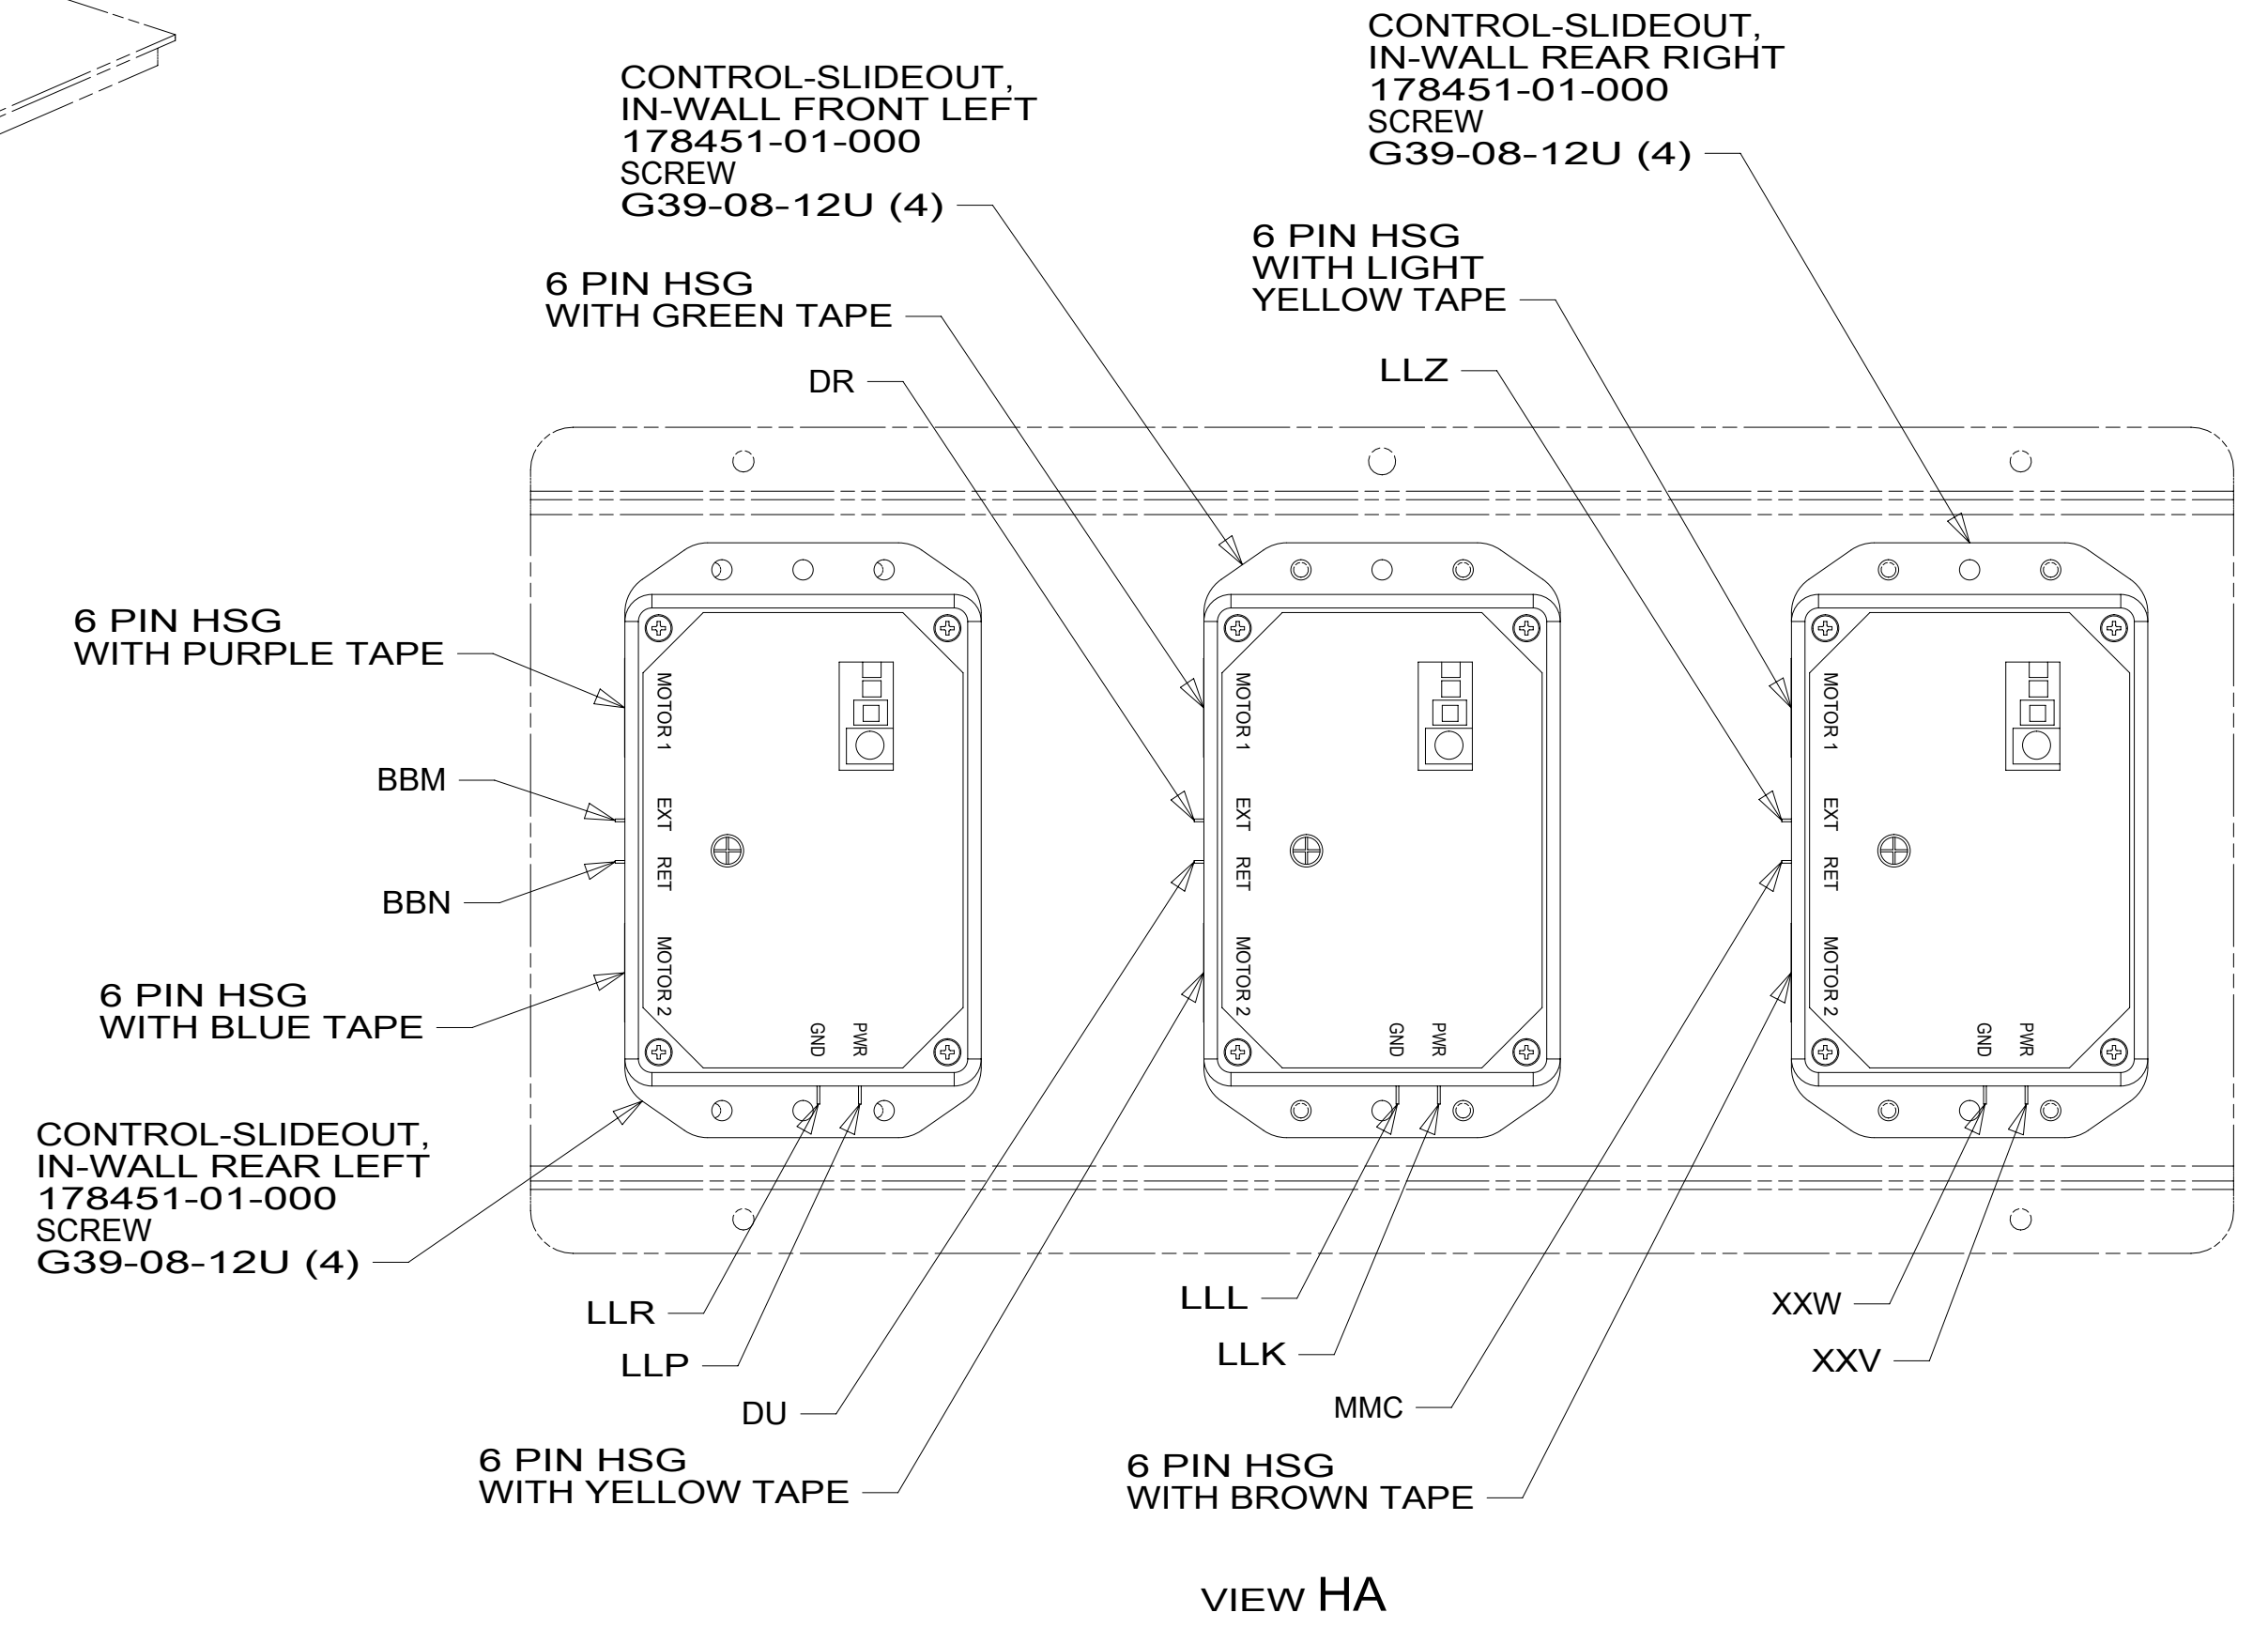 CONTROL-SLIDEOUT,
IN-WALL REAR RIGHT
178451-01-000
SCREW
G39-08-12U (4)
CONTROL-SLIDEOUT,
IN-WALL FRONT LEFT
178451-01-000
SCREW
G39-08-12U (4)
6 PIN HSG
WITH LIGHT
YELLOW TAPE
6 PIN HSG
WITH GREEN TAPE
DR
LLZ
6 PIN HSG
WITH PURPLE TAPE
BBM
BBN
6 PIN HSG
WITH BLUE TAPE
CONTROL-SLIDEOUT,
IN-WALL REAR LEFT
178451-01-000
SCREW
G39-08-12U (4)
MOTOR 1
EXT
RET
MOTOR 2
GND
PWR
MOTOR 1
EXT
RET
MOTOR 2
GND
PWR
MOTOR 1
EXT
RET
MOTOR 2
GND
PWR
LLR
LLP
DU
6 PIN HSG
WITH YELLOW TAPE
LLL
LLK
MMC
6 PIN HSG
WITH BROWN TAPE
XXW
XXV
VIEW HA